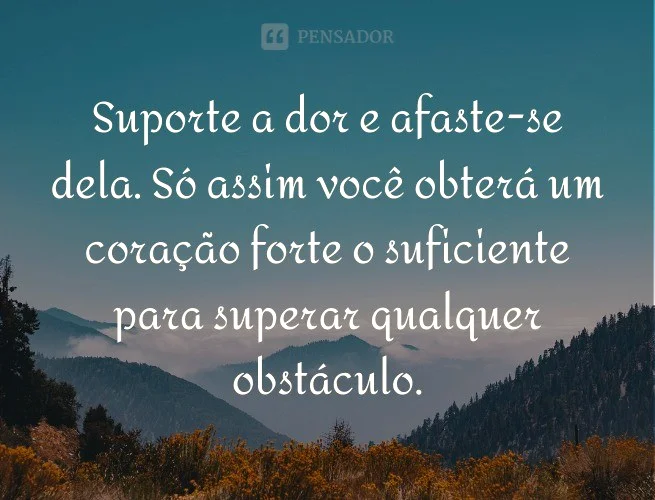 PENSADOR
Suporte a dor e afaste-se
dela. Só assim você obterá um
coração forte o suficiente
para superar qualquer
obstáculo.